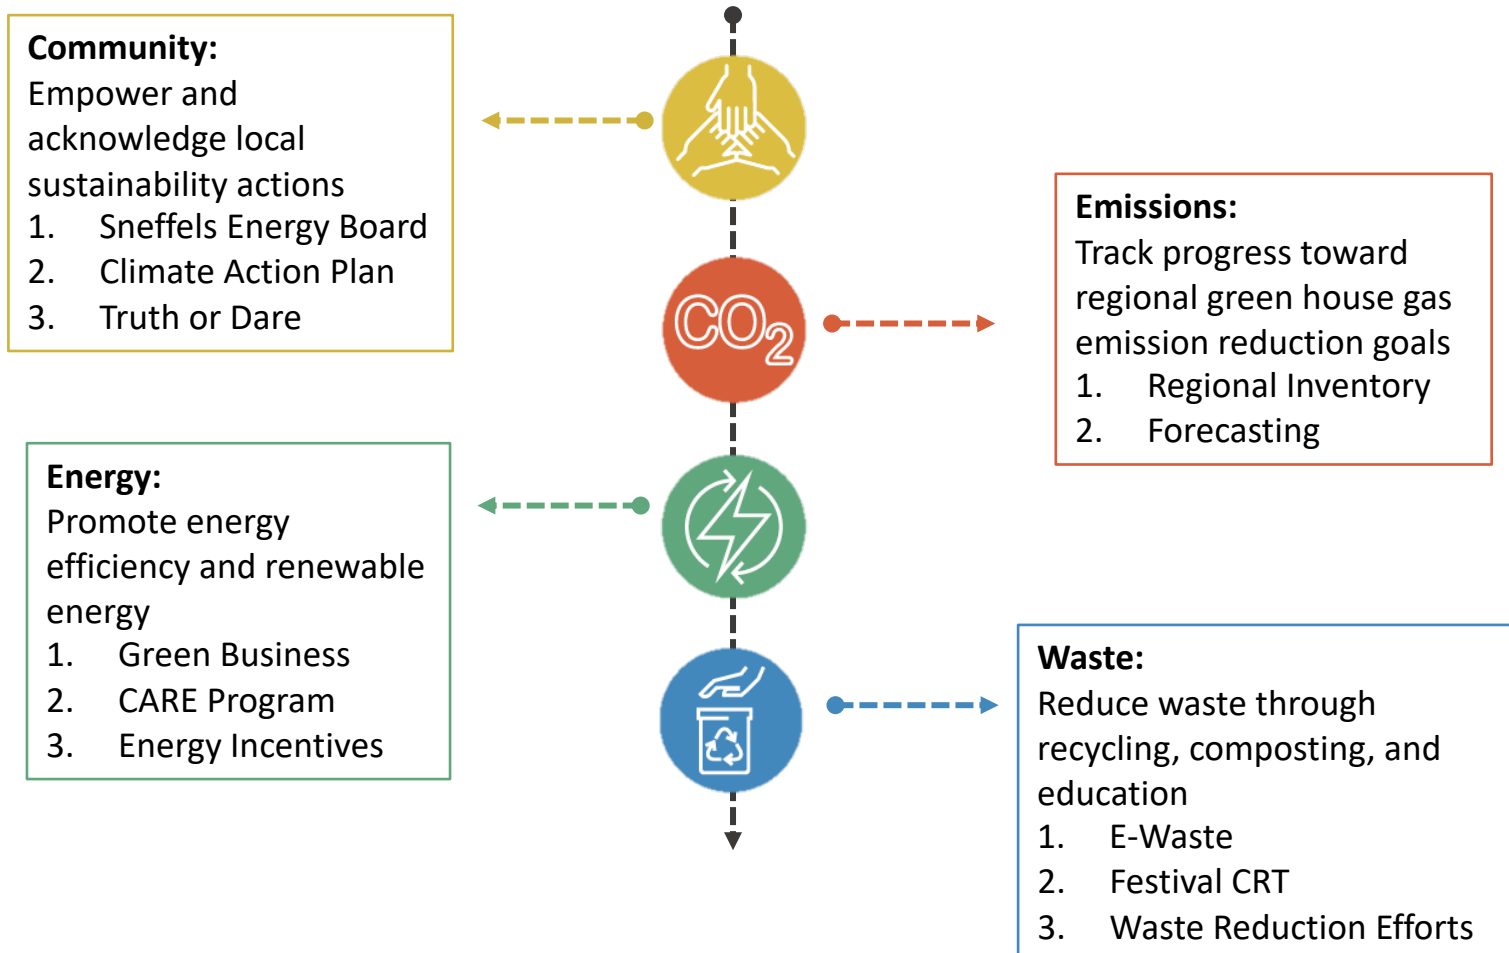 Community:
Empower and
acknowledge local
sustainability actions
1. Sneffels Energy Board
2. Climate Action Plan
3. Truth or Dare
CO2
Emissions:
Track progress toward
regional green house gas
emission reduction goals
1. Regional Inventory
2. Forecasting
Energy:
Promote energy
efficiency and renewable
energy
1. Green Business
2. CARE Program
3. Energy Incentives
Waste:
Reduce waste through
recycling, composting, and
education
1. E-Waste
2. Festival CRT
3. Waste Reduction Efforts